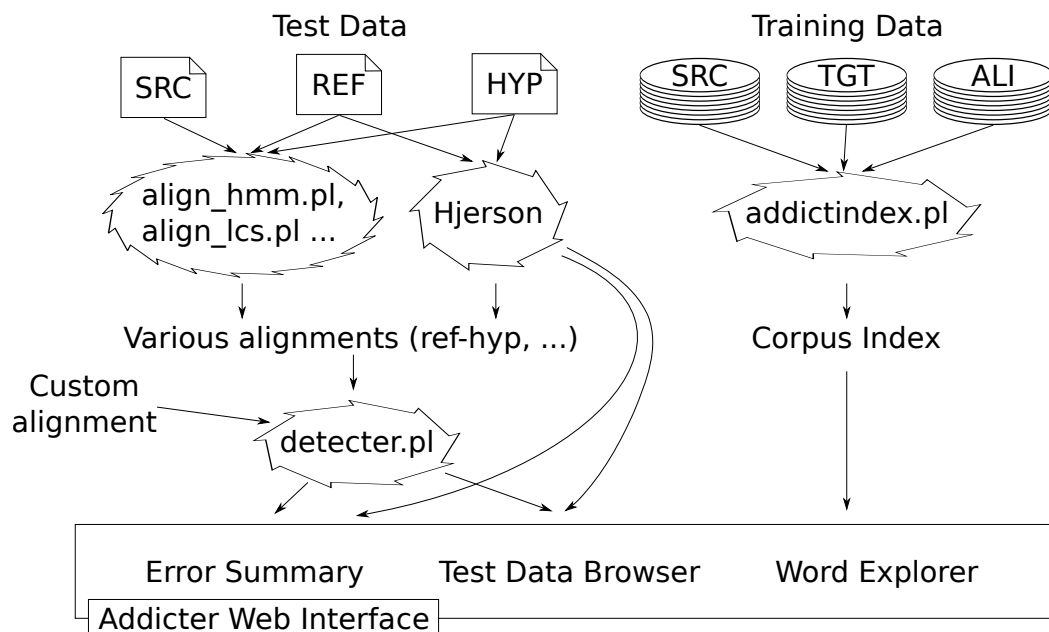 Test Data
Training Data
SRC
REF
HYP
SRC
TGT
ALI
align_hmm.pl,
align_lcs.pl ...
Hjerson
addictindex.pl
Various alignments (ref-hyp, ...)
Corpus Index
Custom
alignment
detecter.pl
Error Summary
Test Data Browser
Word Explorer
Addicter Web Interface